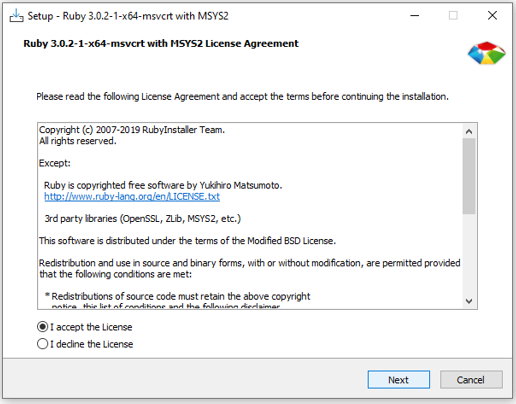 Setup - Ruby 3.0.2-1-x64-msvcrt with MSYS2
Ruby 3.0.2-1-x64-msvcrt with MSYS2 License Agreement
Please read the following License Agreement and accept the terms before continuing the installation.
Copyright (c) 2007-2019 RubyInstaller Team.
All rights reserved.
Except:
Ruby is copyrighted free software by Yukihiro Matsumoto.
http://www.ruby-lang.org/en/LICENSE.txt
3rd party libraries (OpenSSL, ZLib, MSYS2, etc.)
This software is distributed under the terms of the Modified BSD License.
Redistribution and use in source and binary forms, with or without modification, are permitted provided
that the following conditions are met:
* Redistributions of source code must retain the above copyright
notice, this list of conditions and the following disclaimer.
I accept the License
I decline the License
Next
Cancel